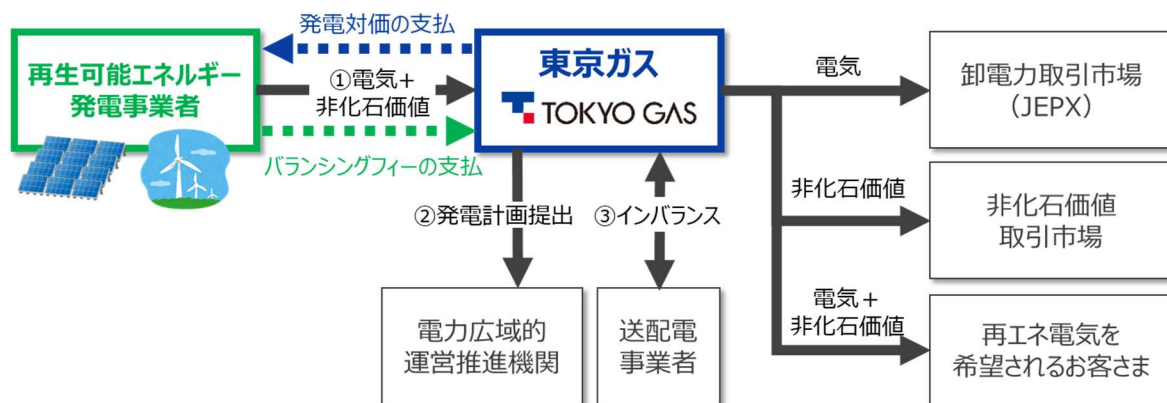 発電対価の支払
再生可能エネルギー
発電事業者
①電気+
非化石価値
バランシングフィーの支払
東京ガス
TOKYO GAS
②発電計画提出
③インバランス
電力広域的
運営推進機関
送配電
事業者
電気
卸電力取引市場
（JEPX）
非化石価値
非化石価値
取引市場
電気＋
非化石価値
再エネ電気を
希望されるお客さま